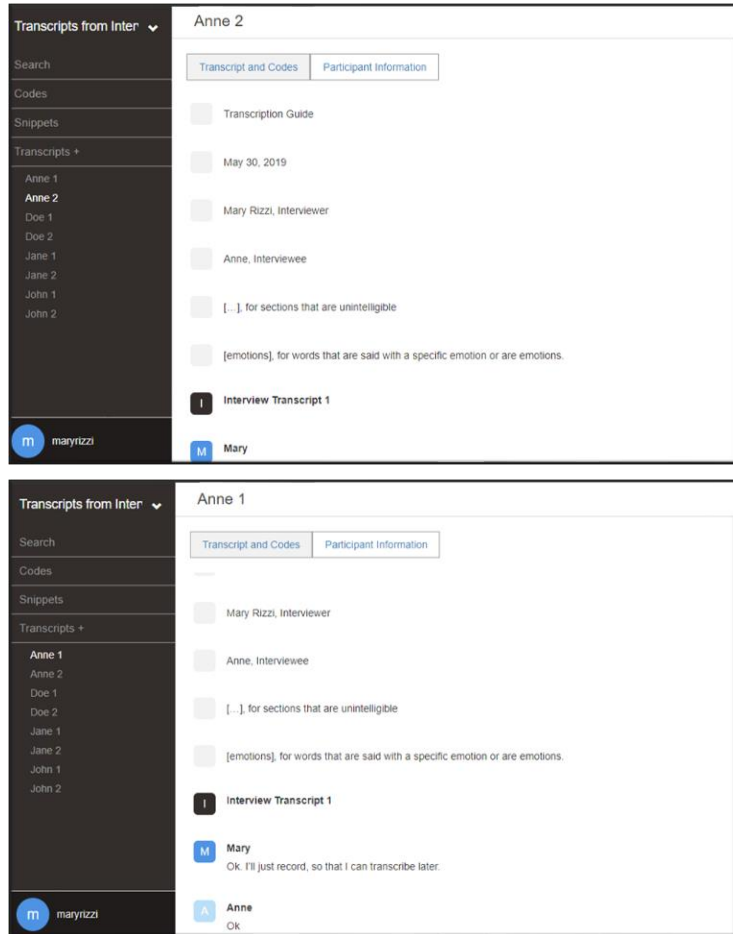 Transcripts from Inter
Search
Codes
Snippets
Transcripts +
Anne 1
Anne 2
Doe 1
Doe 2
Jane 1
Jane 2
John 1
John 2
m maryrizzi
Anne 2
Transcript and Codes Participant Information
Transcription Guide
May 30, 2019
Mary Rizzi, Interviewer
Anne, Interviewee
[…], for sections that are unintelligible
[emotions], for words that are said with a specific emotion or are emotions.
I Interview Transcript 1
M Mary
Transcripts from Inter
Search
Codes
Snippets
Transcripts +
Anne 1
Anne 2
Doe 1
Doe 2
Jane 1
Jane 2
John 1
John 2
m maryrizzi
Anne 1
Transcript and Codes Participant Information
Mary Rizzi, Interviewer
Anne, Interviewee
[…], for sections that are unintelligible
[emotions], for words that are said with a specific emotion or are emotions.
I Interview Transcript 1
M Mary
Ok. I'll just record, so that I can transcribe later.
A Anne
Ok